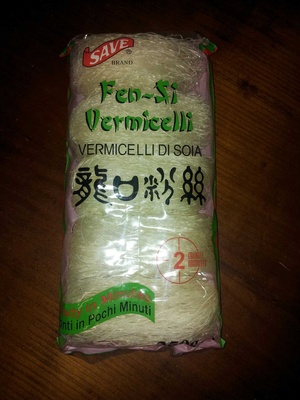 SAVE
BRAND
Fen-Si
Vermicelli
VERMICELLI DI SOIA
龍口粉絲
2
in Pochi Minuti